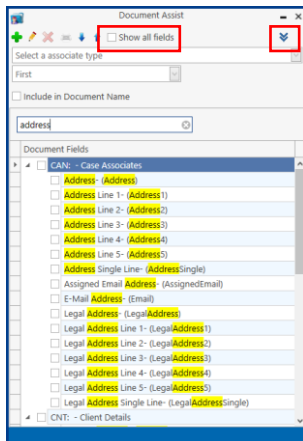 Document Assist
Show all fields
Select a associate type
First
Include in Document Name
address
Document Fields
CAN: - Case Associates
Address- (Address)
Address Line 1- (Address1)
Address Line 2- (Address2)
Address Line 3- (Address3)
Address Line 4- (Address4)
Address Line 5- (Address5)
Address Single Line- (AddressSingle)
Assigned Email Address- (AssignedEmail)
E-Mail Address- (Email)
Legal Address- (LegalAddress)
Legal Address Line 1- (LegalAddress1)
Legal Address Line 2- (LegalAddress2)
Legal Address Line 3- (LegalAddress3)
Legal Address Line 4- (LegalAddress4)
Legal Address Line 5- (LegalAddress5)
Legal Address Single Line- (LegalAddressSingle)
CNT: - Client Details